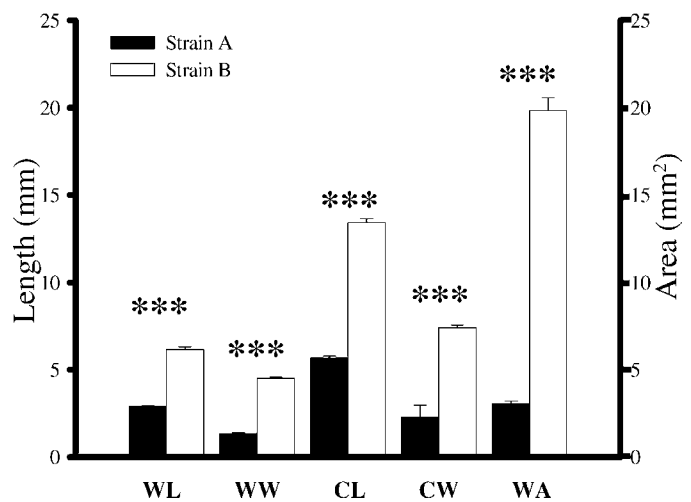 25
20
15
10
5
0
Length (mm)
Strain A
Strain B
***
***
***
***
***
WL
WW
CL
CW
WA
25
20
15
10
5
0
Area (mm²)